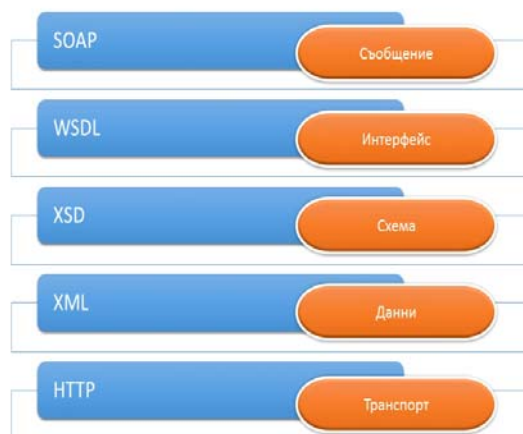 SOAP
Съобщение
WSDL
Интерфейс
XSD
Схема
XML
Данни
HTTP
Транспорт